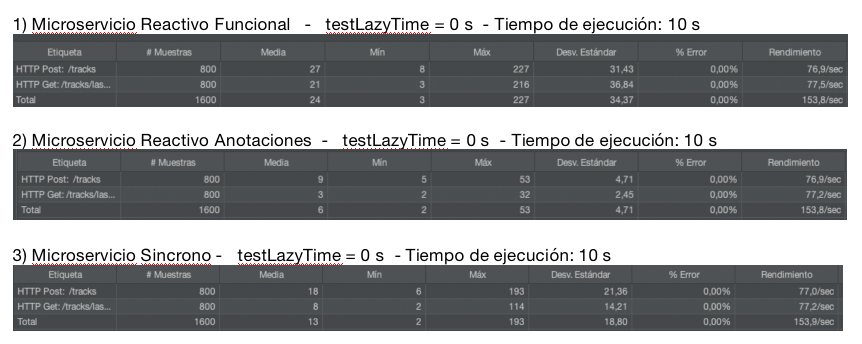 1) Microservicio Reactivo Funcional - testLazyTime = 0 s - Tiempo de ejecución: 10 s
Etiqueta # Muestras Media Mín Máx Desv. Estándar % Error Rendimiento
HTTP Post: /tracks 800 27 8 227 31,43 0,00% 76,9/sec
HTTP Get: /tracks/las... 800 21 3 216 36,84 0,00% 77,5/sec
Total 1600 24 3 227 34,37 0,00% 153,8/sec
2) Microservicio Reactivo Anotaciones - testLazyTime = 0 s - Tiempo de ejecución: 10 s
Etiqueta # Muestras Media Mín Máx Desv. Estándar % Error Rendimiento
HTTP Post: /tracks 800 9 5 53 4,71 0,00% 76,9/sec
HTTP Get: /tracks/las... 800 3 2 32 2,45 0,00% 77,2/sec
Total 1600 6 2 53 4,71 0,00% 153,8/sec
3) Microservicio Sincrono - testLazyTime = 0 s - Tiempo de ejecución: 10 s
Etiqueta # Muestras Media Mín Máx Desv. Estándar % Error Rendimiento
HTTP Post: /tracks 800 18 6 193 21,36 0,00% 77,0/sec
HTTP Get: /tracks/las... 800 8 2 114 14,21 0,00% 77,2/sec
Total 1600 13 2 193 18,80 0,00% 153,9/sec